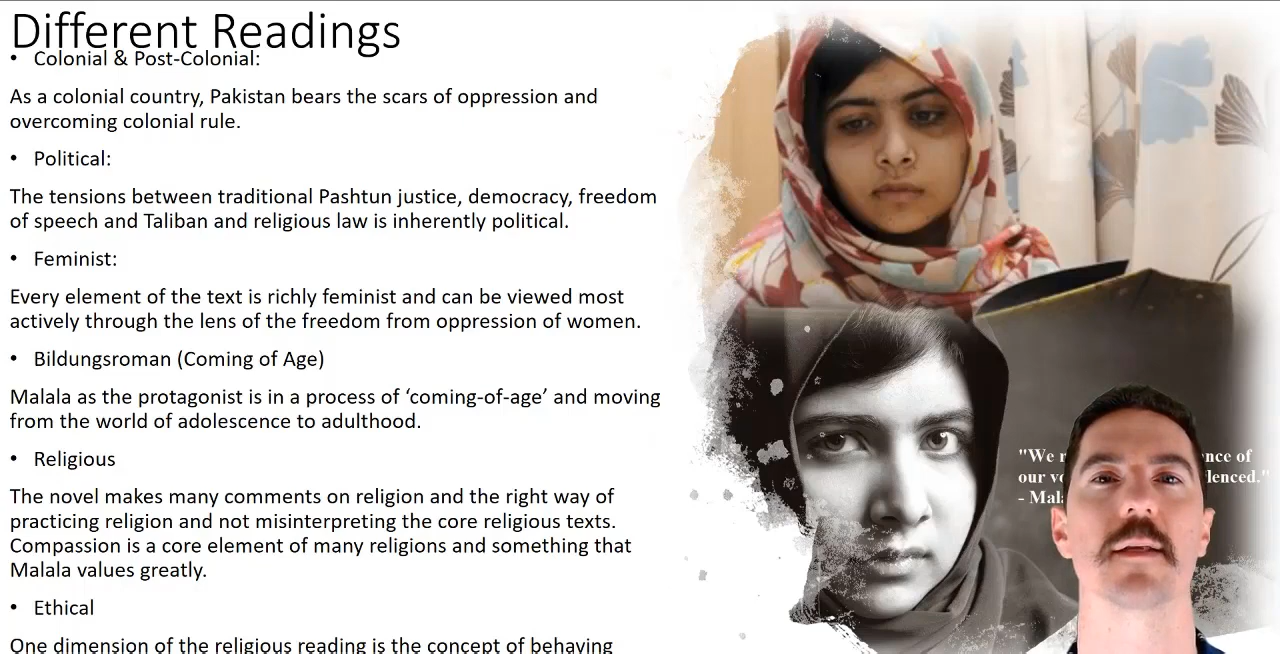 Different Readings
• Colonial & Post-Colonial:
As a colonial country, Pakistan bears the scars of oppression and
overcoming colonial rule.
• Political:
The tensions between traditional Pashtun justice, democracy, freedom
of speech and Taliban and religious law is inherently political.
• Feminist:
Every element of the text is richly feminist and can be viewed most
actively through the lens of the freedom from oppression of women.
• Bildungsroman (Coming of Age)
Malala as the protagonist is in a process of ‘coming-of-age’ and moving
from the world of adolescence to adulthood.
• Religious
The novel makes many comments on religion and the right way of
practicing religion and not misinterpreting the core religious texts.
Compassion is a core element of many religions and something that
Malala values greatly.
• Ethical
One dimension of the religious reading is the concept of behaving
"We of
our
-